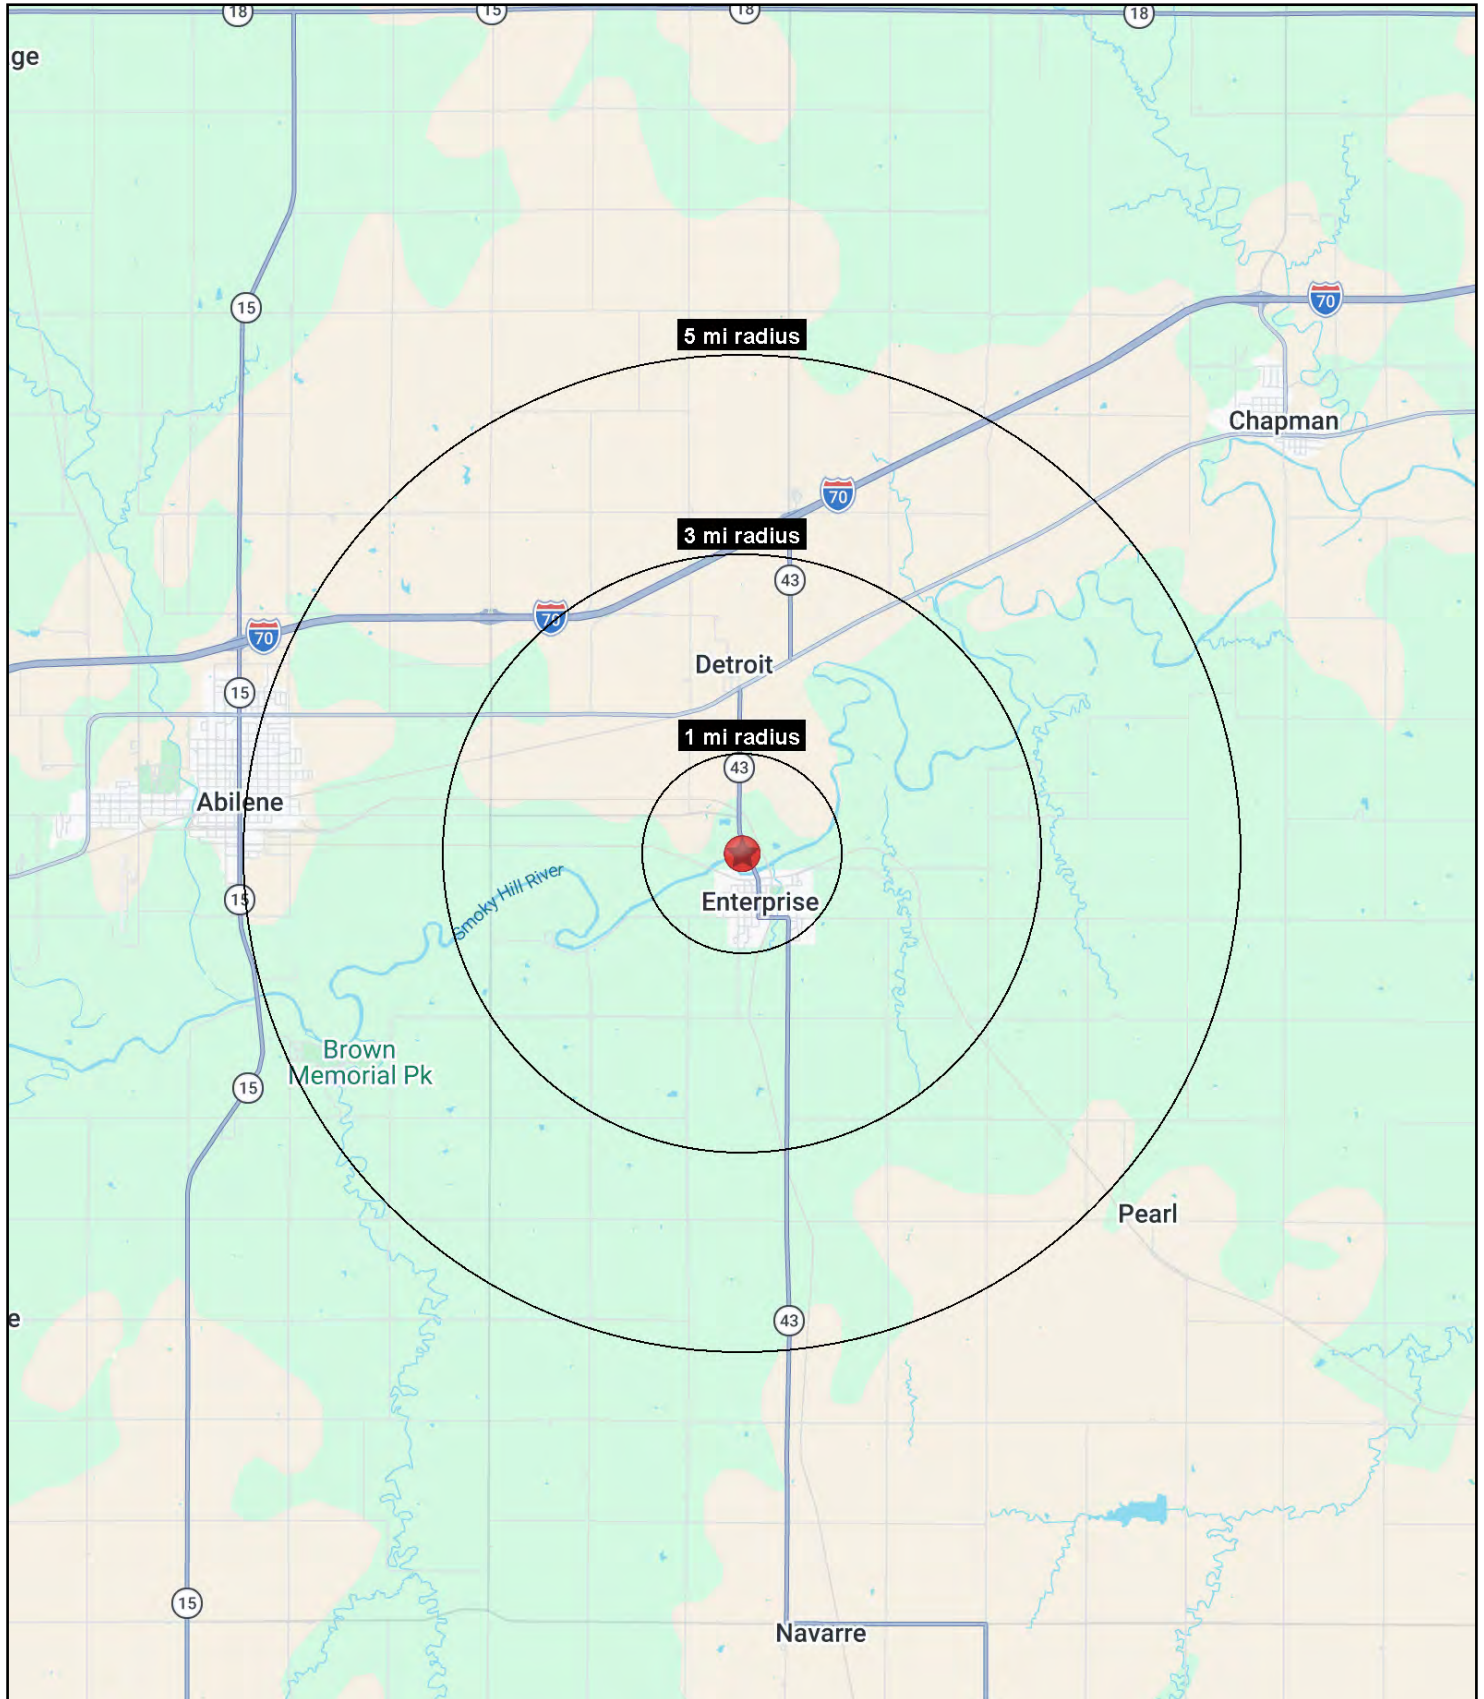 18
15
18
18
ge
70
15
5 mi radius
Chapman
70
3 mi radius
43
70
70
Detroit
15
1 mi radius
43
Abilene
Smoky Hill River
15
Enterprise
Brown
Memorial Pk
15
Pearl
e
43
15
Navarre